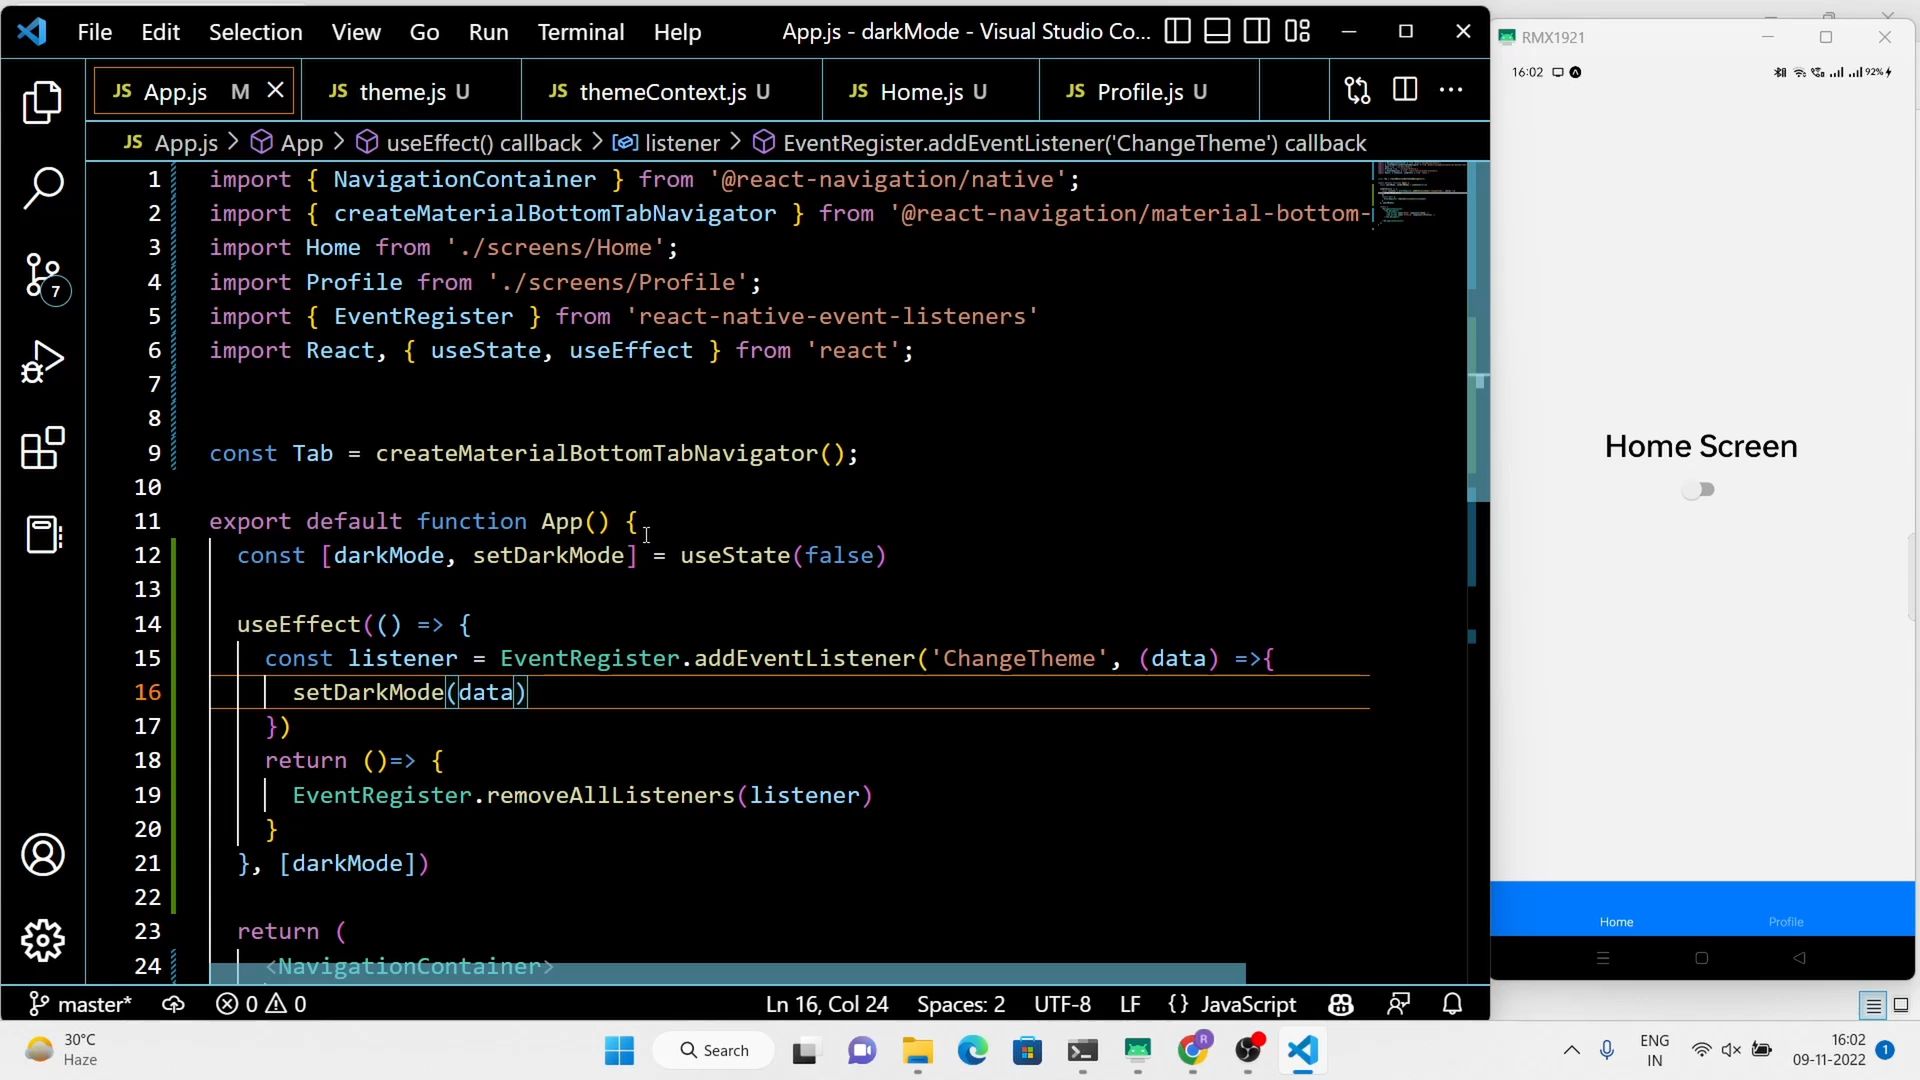 File Edit Selection View Go Run Terminal Help App.js - darkMode - Visual Studio Co...
JS App.js M JS theme.js U JS themeContext.js U JS Home.js U JS Profile.js U
JS App.js > App > useEffect() callback > listener > EventRegister.addEventListener('ChangeTheme') callback
1 import { NavigationContainer } from '@react-navigation/native';
2 import { createMaterialBottomTabNavigator } from '@react-navigation/material-bottom-
3 import Home from './screens/Home';
4 import Profile from './screens/Profile';
5 import { EventRegister } from 'react-native-event-listeners'
6 import React, { useState, useEffect } from 'react';
7
8
9 const Tab = createMaterialBottomTabNavigator();
10
11 export default function App() {
12 const [darkMode, setDarkMode] = useState(false)
13
14 useEffect(() => {
15 const listener = EventRegister.addEventListener('ChangeTheme', (data) =>{
16 setDarkMode(data)
17 })
18 return ()=> {
19 EventRegister.removeAllListeners(listener)
20 }
21 }, [darkMode])
22
23 return (
24 <NavigationContainer>
7
master* 0 0 Ln 16, Col 24 Spaces: 2 UTF-8 LF {} JavaScript
RMX1921
16:02 92%
Home Screen
Home Profile
30°C
Haze
Search
R
ENG
IN
16:02
09-11-2022
1